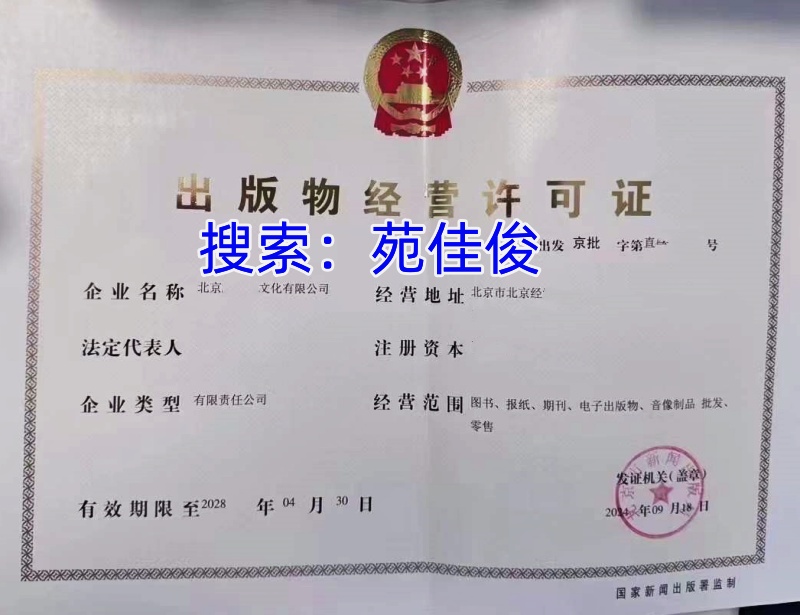 出版物经营许可证
搜索：苑佳俊
出发 京批 字第 号
企业名称 北京 文化有限公司
经营地址 北京市北京经
法定代表人
注册资本
企业类型 有限责任公司
经营范围 图书、报纸、期刊、电子出版物、音像制品 批发、
零售
发证机关（盖章）
有效期限至2028 年 04 月 30 日
年09 月18 日
国家新闻出版署监制